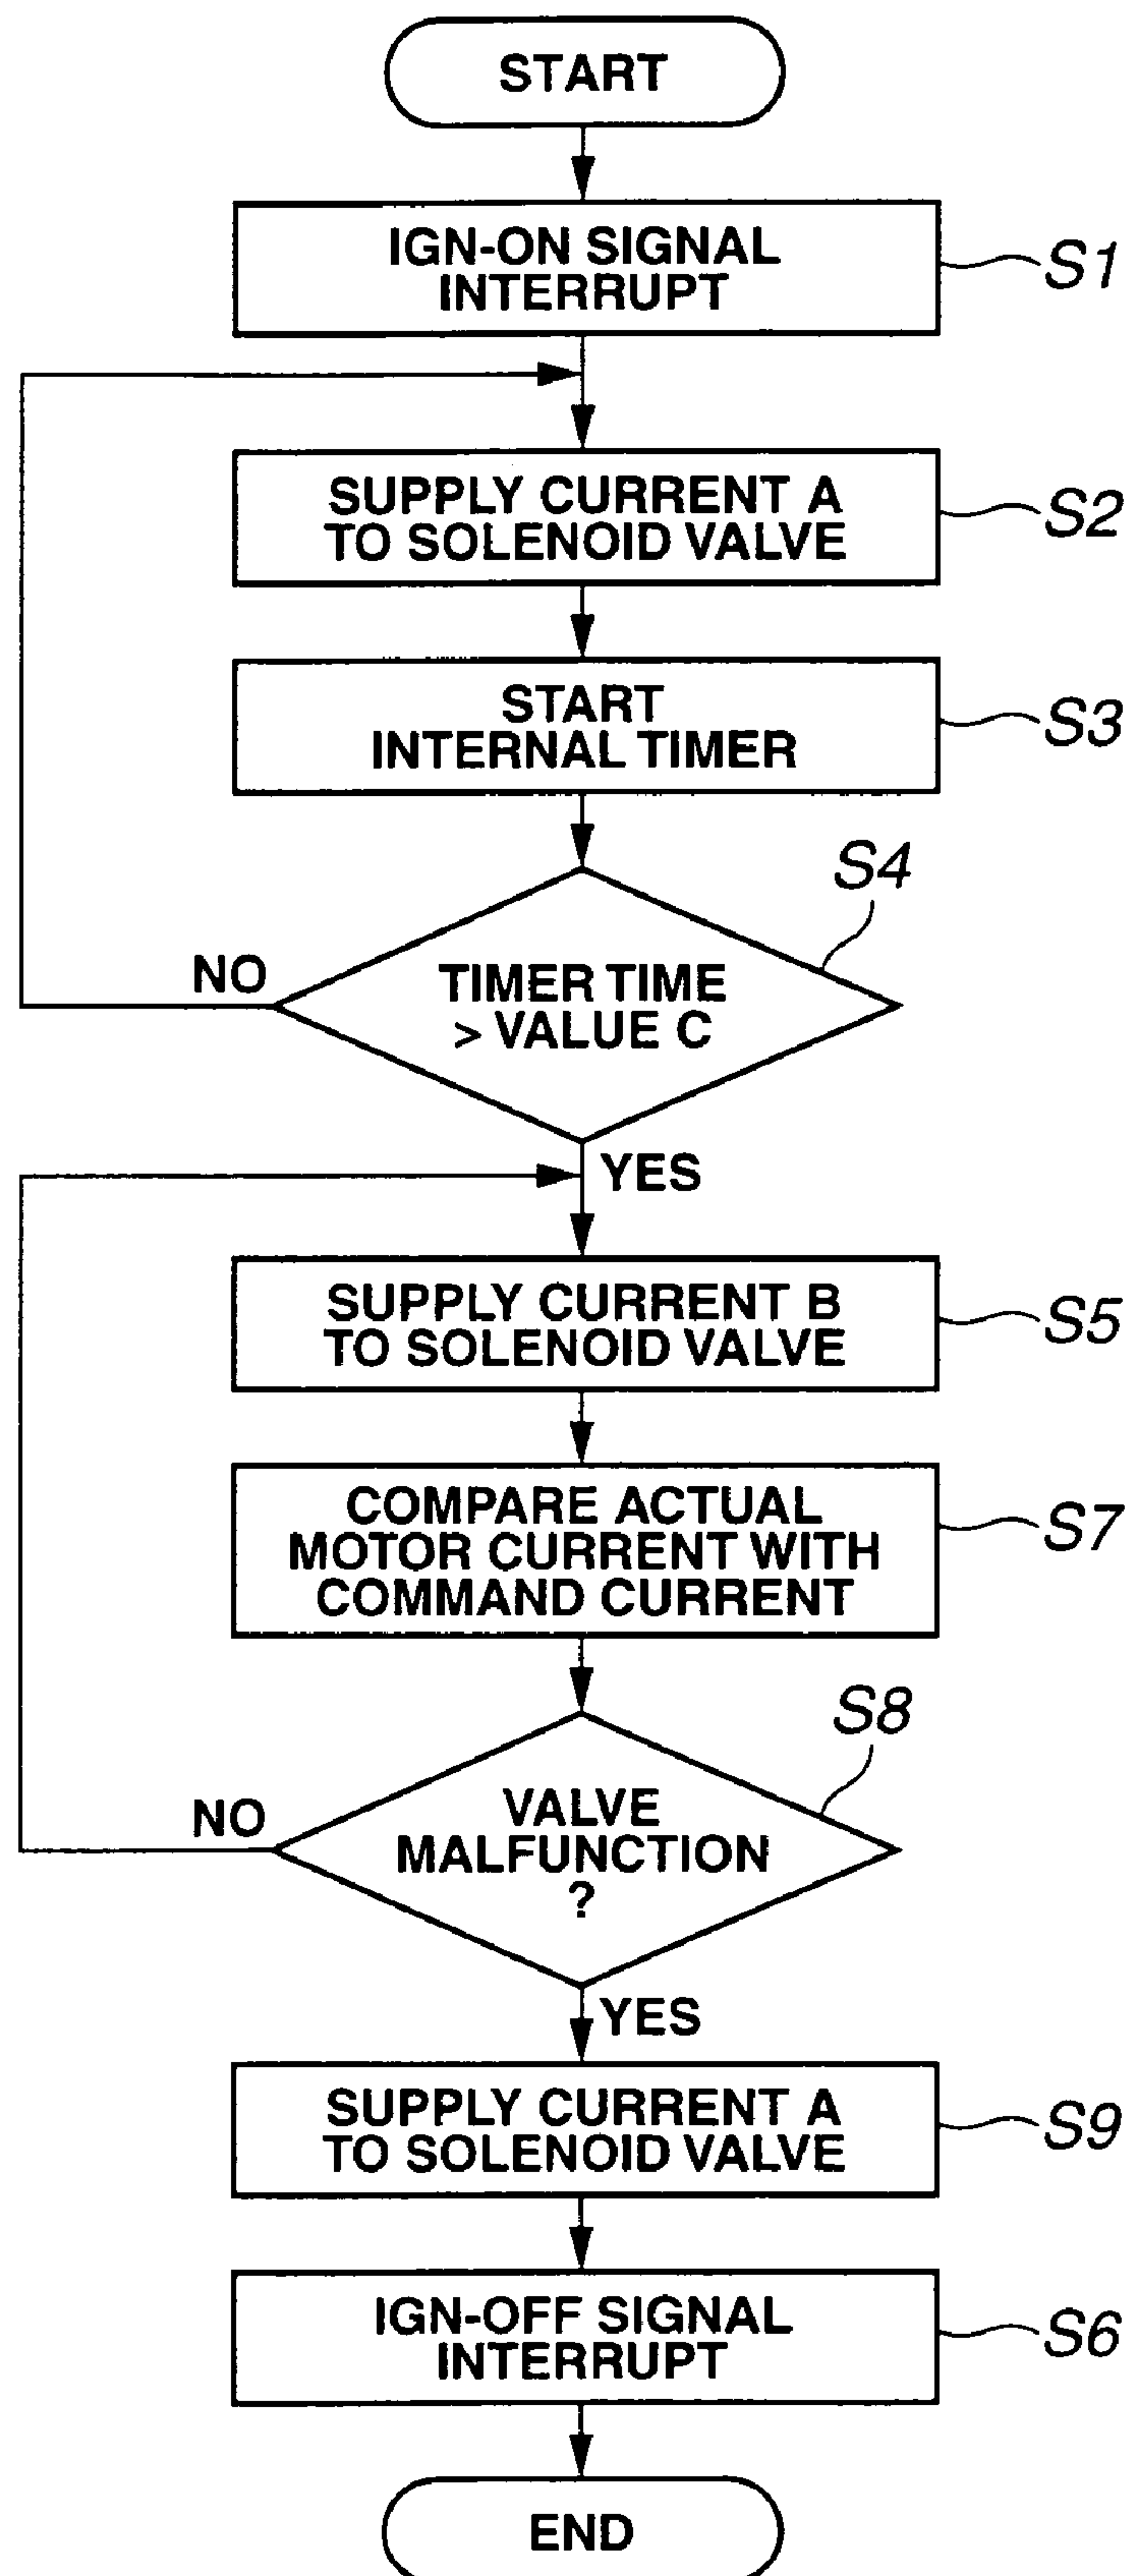 START
IGN-ON SIGNAL
INTERRUPT
S1
SUPPLY CURRENT A
TO SOLENOID VALVE
S2
START
INTERNAL TIMER
S3
S4
TIMER TIME
> VALUE C
NO
YES
SUPPLY CURRENT B
TO SOLENOID VALVE
S5
COMPARE ACTUAL
MOTOR CURRENT WITH
COMMAND CURRENT
S7
S8
VALVE
MALFUNCTION
?
NO
YES
SUPPLY CURRENT A
TO SOLENOID VALVE
S9
IGN-OFF SIGNAL
INTERRUPT
S6
END